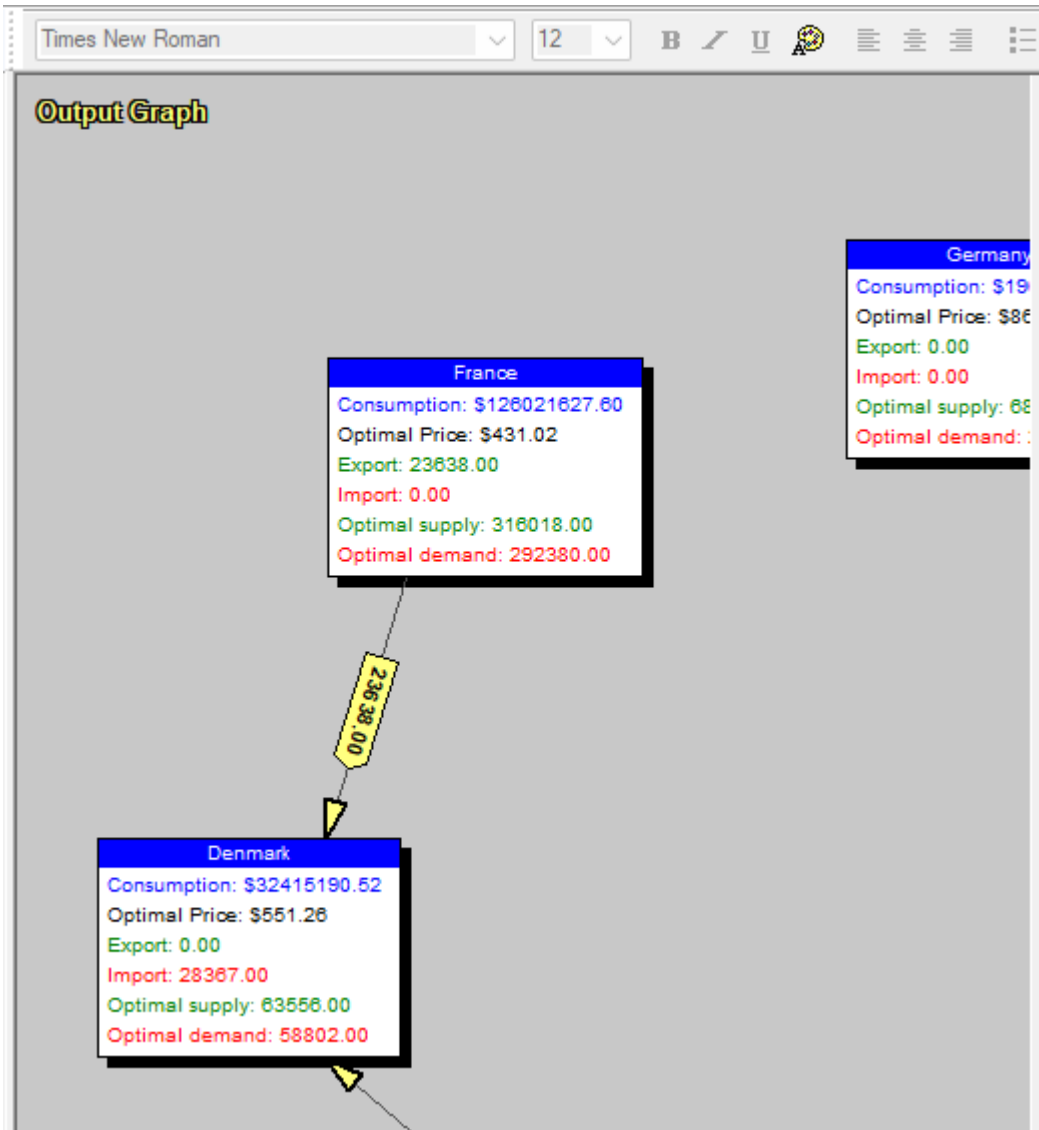 Times New Roman 12 B I U A
Output Graph
Germany
Consumption: $19
Optimal Price: $86
Export: 0.00
Import: 0.00
Optimal supply: 68
Optimal demand:
France
Consumption: $126021627.60
Optimal Price: $431.02
Export: 23638.00
Import: 0.00
Optimal supply: 316018.00
Optimal demand: 292380.00
23638.00
Denmark
Consumption: $32415190.52
Optimal Price: $551.26
Export: 0.00
Import: 28367.00
Optimal supply: 63556.00
Optimal demand: 58802.00